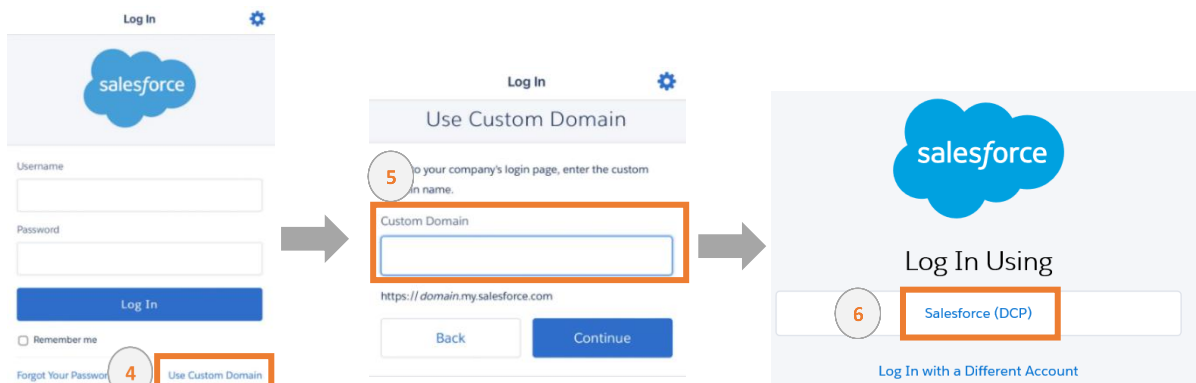 Log In
salesforce
Username
Password
Log In
Remember me
Forgot Your Passwor
4
Use Custom Domain
Log In
Use Custom Domain
5
o your company's login page, enter the custom
in name.
Custom Domain
https://domain.my.salesforce.com
Back
Continue
salesforce
Log In Using
6
Salesforce (DCP)
Log In with a Different Account